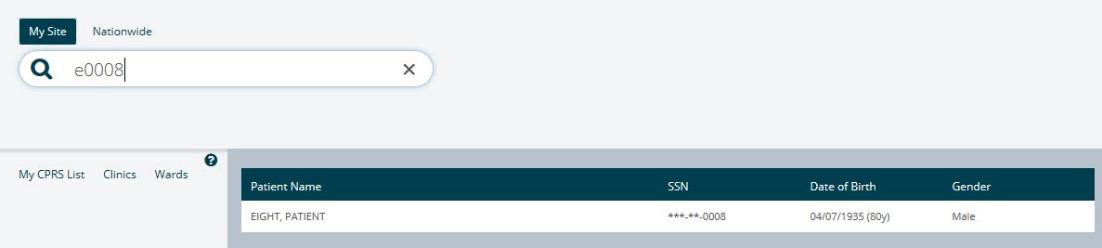 My Site Nationwide
e0008 ×
My CPRS List Clinics Wards ?
Patient Name SSN Date of Birth Gender
EIGHT, PATIENT ***-**-0008 04/07/1935 (80y) Male